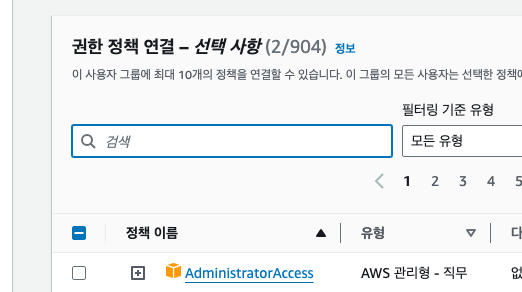 권한 정책 연결 – 선택 사항 (2/904) 정보
이 사용자 그룹에 최대 10개의 정책을 연결할 수 있습니다. 이 그룹의 모든 사용자는 선택한 정책에
필터링 기준 유형
검색
모든 유형
1 2 3 4 5
정책 이름 유형
AdministratorAccess AWS 관리형 - 직무 없